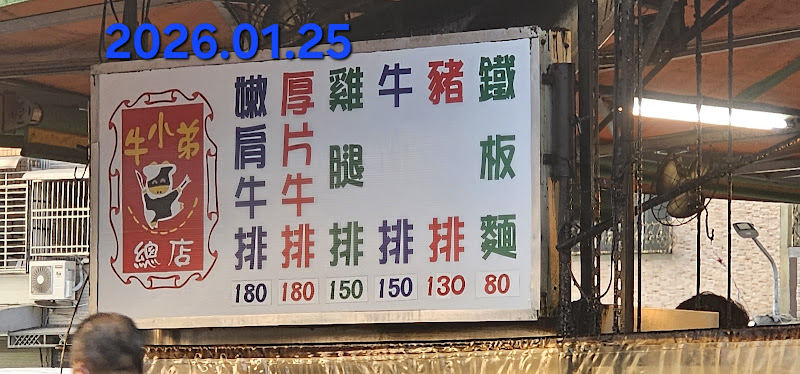 2026.01.25
鐵板麵 80
豬排 130
牛排 150
雞腿排 150
厚片牛排 180
嫩肩牛排 180
牛小弟
總店